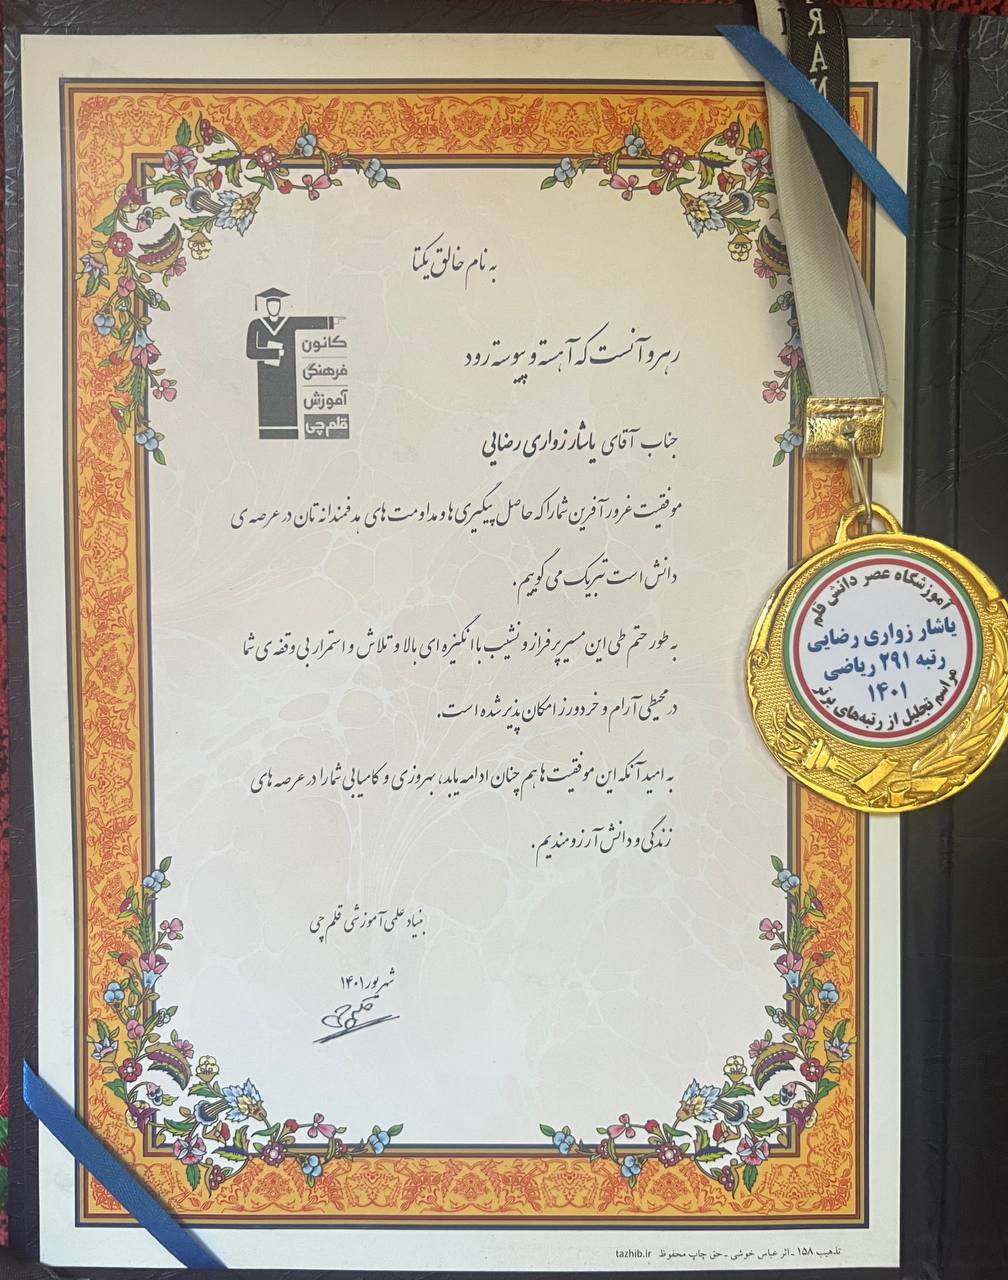 به نام خالق یکتا
کانون
فرهنگی
آموزش
قلم‌چی
رهرو آنست که آهسته و پیوسته رود
جناب آقای یاشار زواری رضایی
موفقیت غرور آفرین شما را که حاصل پیگیری ها و مداومت های هدفمندانه تان در عرصه ی
دانش است تبریک می گوییم.
به طور حتم طی این مسیر پر فراز و نشیب با انگیزه ای بالا و تلاش و استمرار بی وقفه ی شما
در محیطی آرام و خردورز امکان پذیر شده است.
به امید آنکه این موفقیت ها هم چنان ادامه یابد، بهروزی و کامیابی شما را در عرصه های
زندگی و دانش آرزومندیم.
بنیاد علمی آموزشی قلم چی
شهریور ۱۴۰۱
قلم‌چی
آموزشگاه عصر دانش قلم
یاشار زواری رضایی
رتبه ۲۹۱ ریاضی
۱۴۰۱
مراسم تجلیل از رتبه‌های برتر
تذهیب ۱۵۸ ـ اثر عباس خوشی ـ حق چاپ محفوظ tazhib.ir